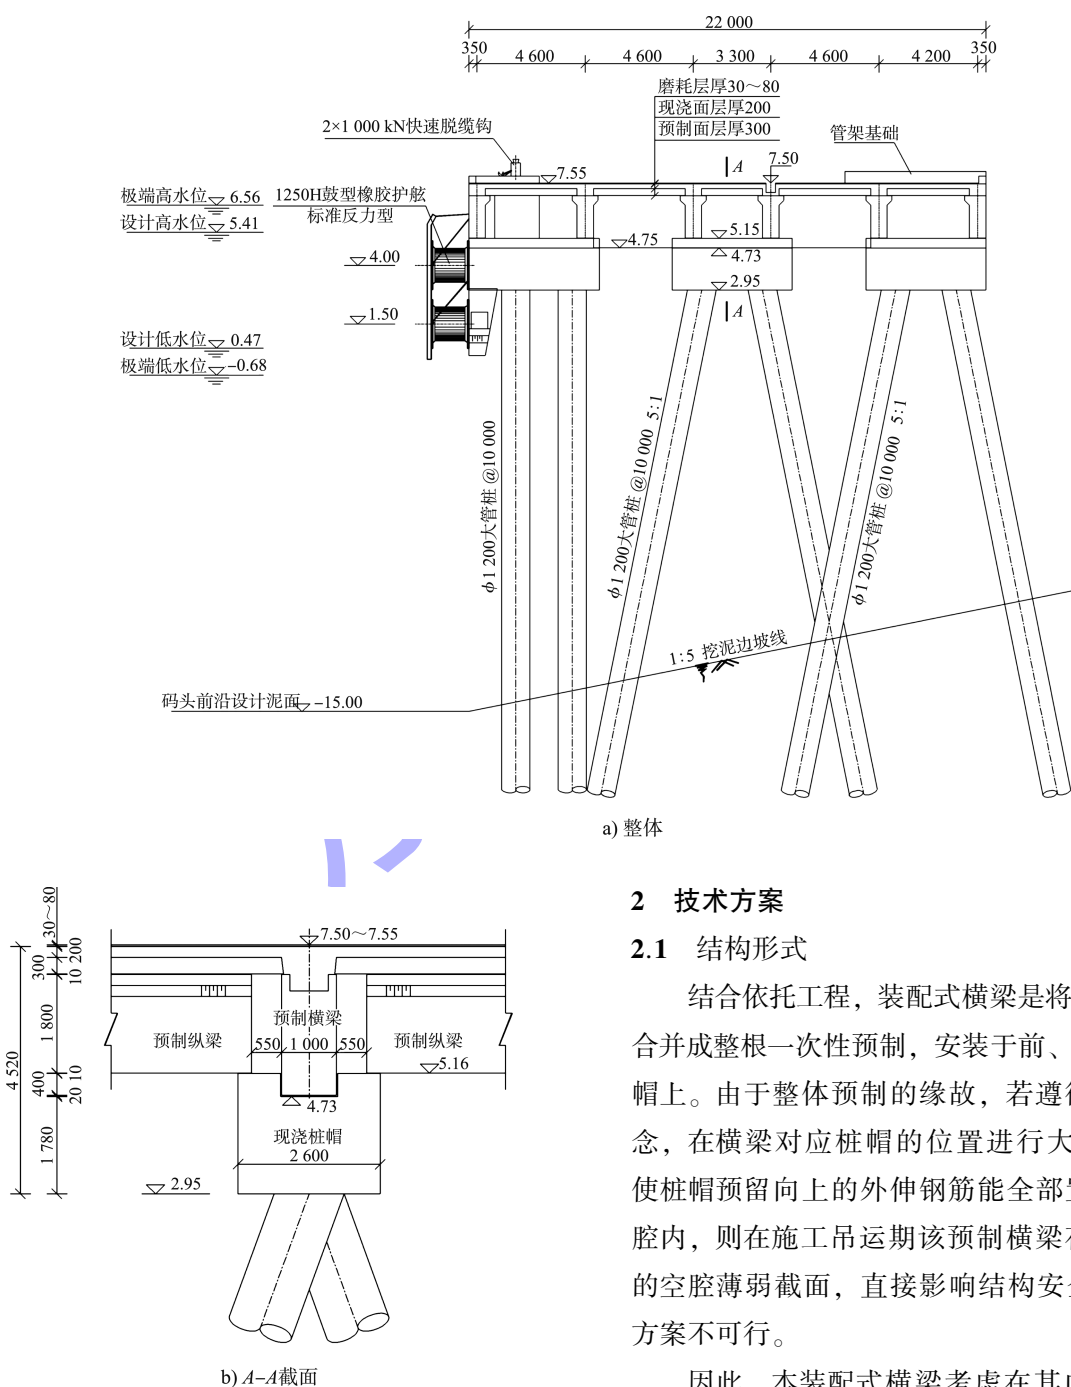 22 000
350
4 600
4 600
3 300
4 600
4 200
350
磨耗层厚30～80
现浇面层厚200
预制面层厚300
2×1 000 kN快速脱缆钩
管架基础
7.55
A
7.50
极端高水位 6.56
1250H鼓型橡胶护舷
标准反力型
设计高水位 5.41
5.15
4.75
4.73
4.00
2.95
1.50
A
设计低水位 0.47
极端低水位 –0.68
ϕ1 200大管桩 @10 000
ϕ1 200大管桩 @10 000 5:1
ϕ1 200大管桩 @10 000 5:1
1:5 挖泥边坡线
码头前沿设计泥面 –15.00
a) 整体
30～80
200
300
10
1 800
4 520
10
400
20
1 780
7.50～7.55
预制横梁
预制纵梁
550
1 000
550
预制纵梁
5.16
4.73
现浇桩帽
2 600
2.95
b) A–A截面
2 技术方案
2.1 结构形式
结合依托工程，装配式横梁是将
合并成整根一次性预制，安装于前、
帽上。由于整体预制的缘故，若遵
念，在横梁对应桩帽的位置进行大
使桩帽预留向上的外伸钢筋能全部
腔内，则在施工吊运期该预制横梁
的空腔薄弱截面，直接影响结构安
方案不可行。
因此，本装配式横梁考虑在其